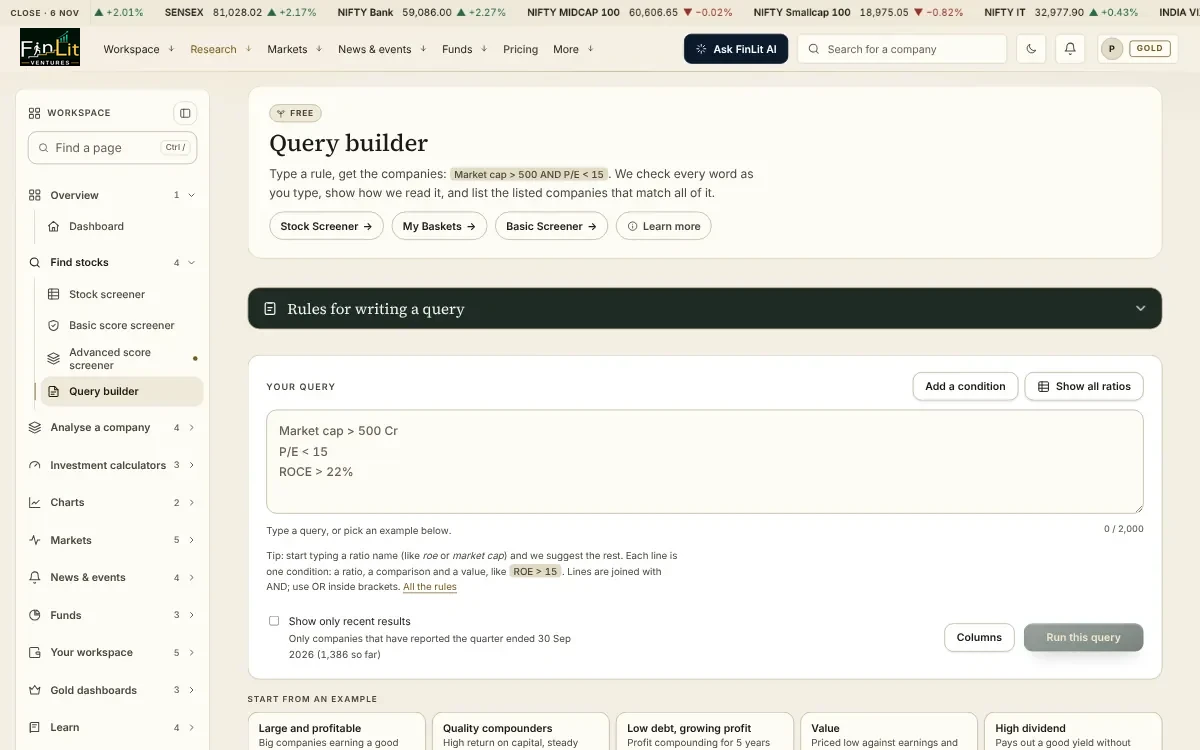 CLOSE · 6 NOV ▲ +2.01% SENSEX 81,028.02 ▲ +2.17% NIFTY Bank 59,086.00 ▲ +2.27% NIFTY MIDCAP 100 60,606.65 ▼ −0.02% NIFTY Smallcap 100 18,975.05 ▼ −0.82% NIFTY IT 32,977.90 ▲ +0.43% INDIA VI
FinLit
VENTURES
Workspace Research Markets News & events Funds Pricing More
Ask FinLit AI
Search for a company
P GOLD
WORKSPACE
Find a page Ctrl /
Overview 1
Dashboard
Find stocks 4
Stock screener
Basic score screener
Advanced score
screener
Query builder
Analyse a company 4
Investment calculators 3
Charts 2
Markets 5
News & events 4
Funds 3
Your workspace 5
Gold dashboards 3
Learn 4
FREE
Query builder
Type a rule, get the companies: Market cap > 500 AND P/E < 15. We check every word as
you type, show how we read it, and list the listed companies that match all of it.
Stock Screener → My Baskets → Basic Screener → Learn more
Rules for writing a query
YOUR QUERY
Add a condition Show all ratios
Market cap > 500 Cr
P/E < 15
ROCE > 22%
Type a query, or pick an example below. 0 / 2,000
Tip: start typing a ratio name (like roe or market cap) and we suggest the rest. Each line is
one condition: a ratio, a comparison and a value, like ROE > 15. Lines are joined with
AND; use OR inside brackets. All the rules
Show only recent results
Only companies that have reported the quarter ended 30 Sep
2026 (1,386 so far)
Columns Run this query
START FROM AN EXAMPLE
Large and profitable
Big companies earning a good
Quality compounders
High return on capital, steady
Low debt, growing profit
Profit compounding for 5 years
Value
Priced low against earnings and
High dividend
Pays out a good yield without